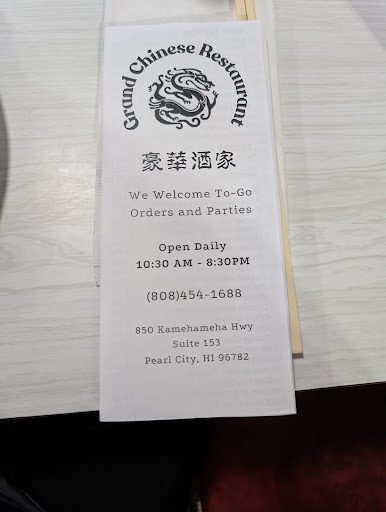 Grand Chinese Restaurant
豪華酒家
We Welcome To-Go
Orders and Parties
Open Daily
10:30 AM - 8:30PM
(808)454-1688
850 Kamehameha Hwy
Suite 153
Pearl City, HI 96782